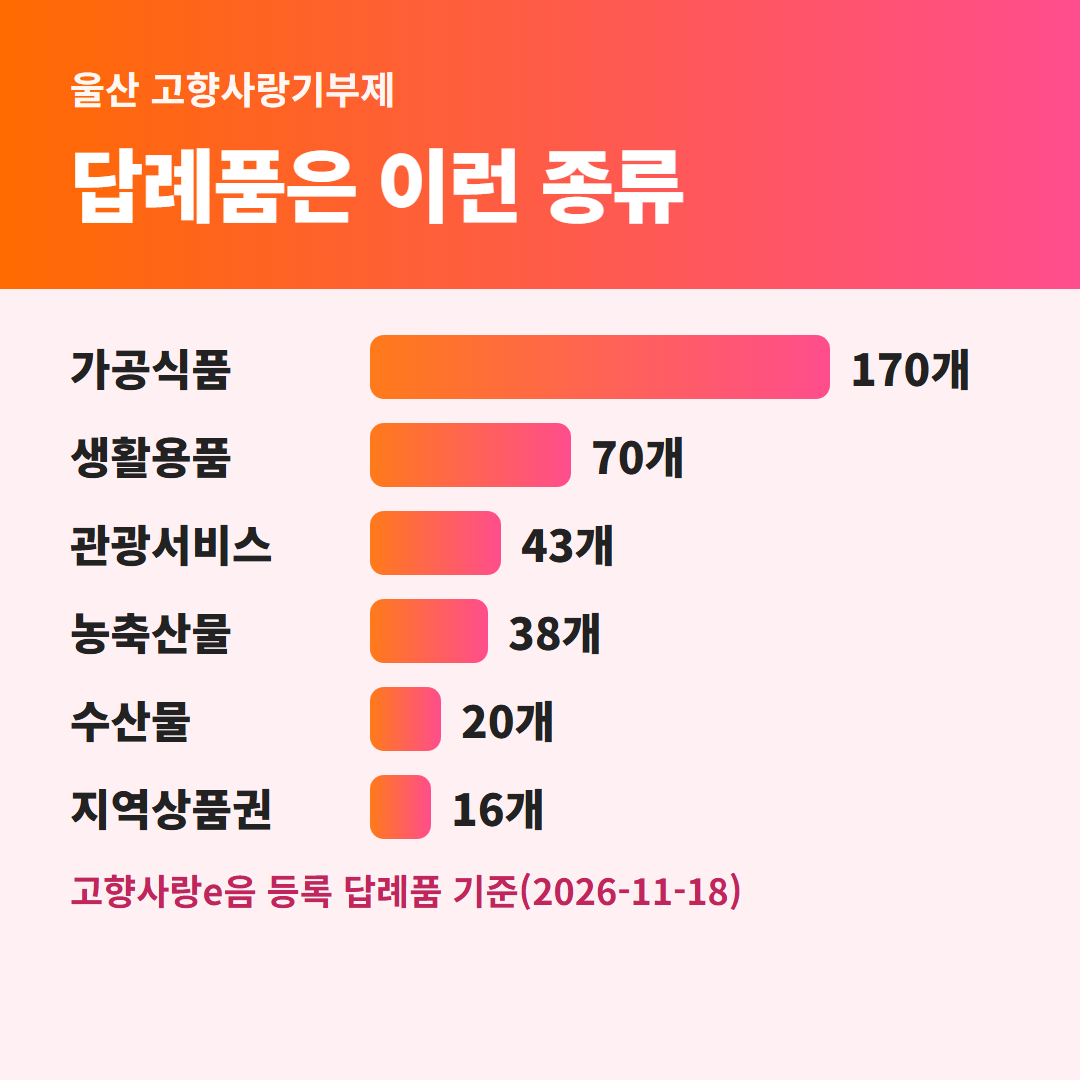 울산 고향사랑기부제
답례품은 이런 종류
가공식품 170개
생활용품 70개
관광서비스 43개
농축산물 38개
수산물 20개
지역상품권 16개
고향사랑e음 등록 답례품 기준(2026-11-18)